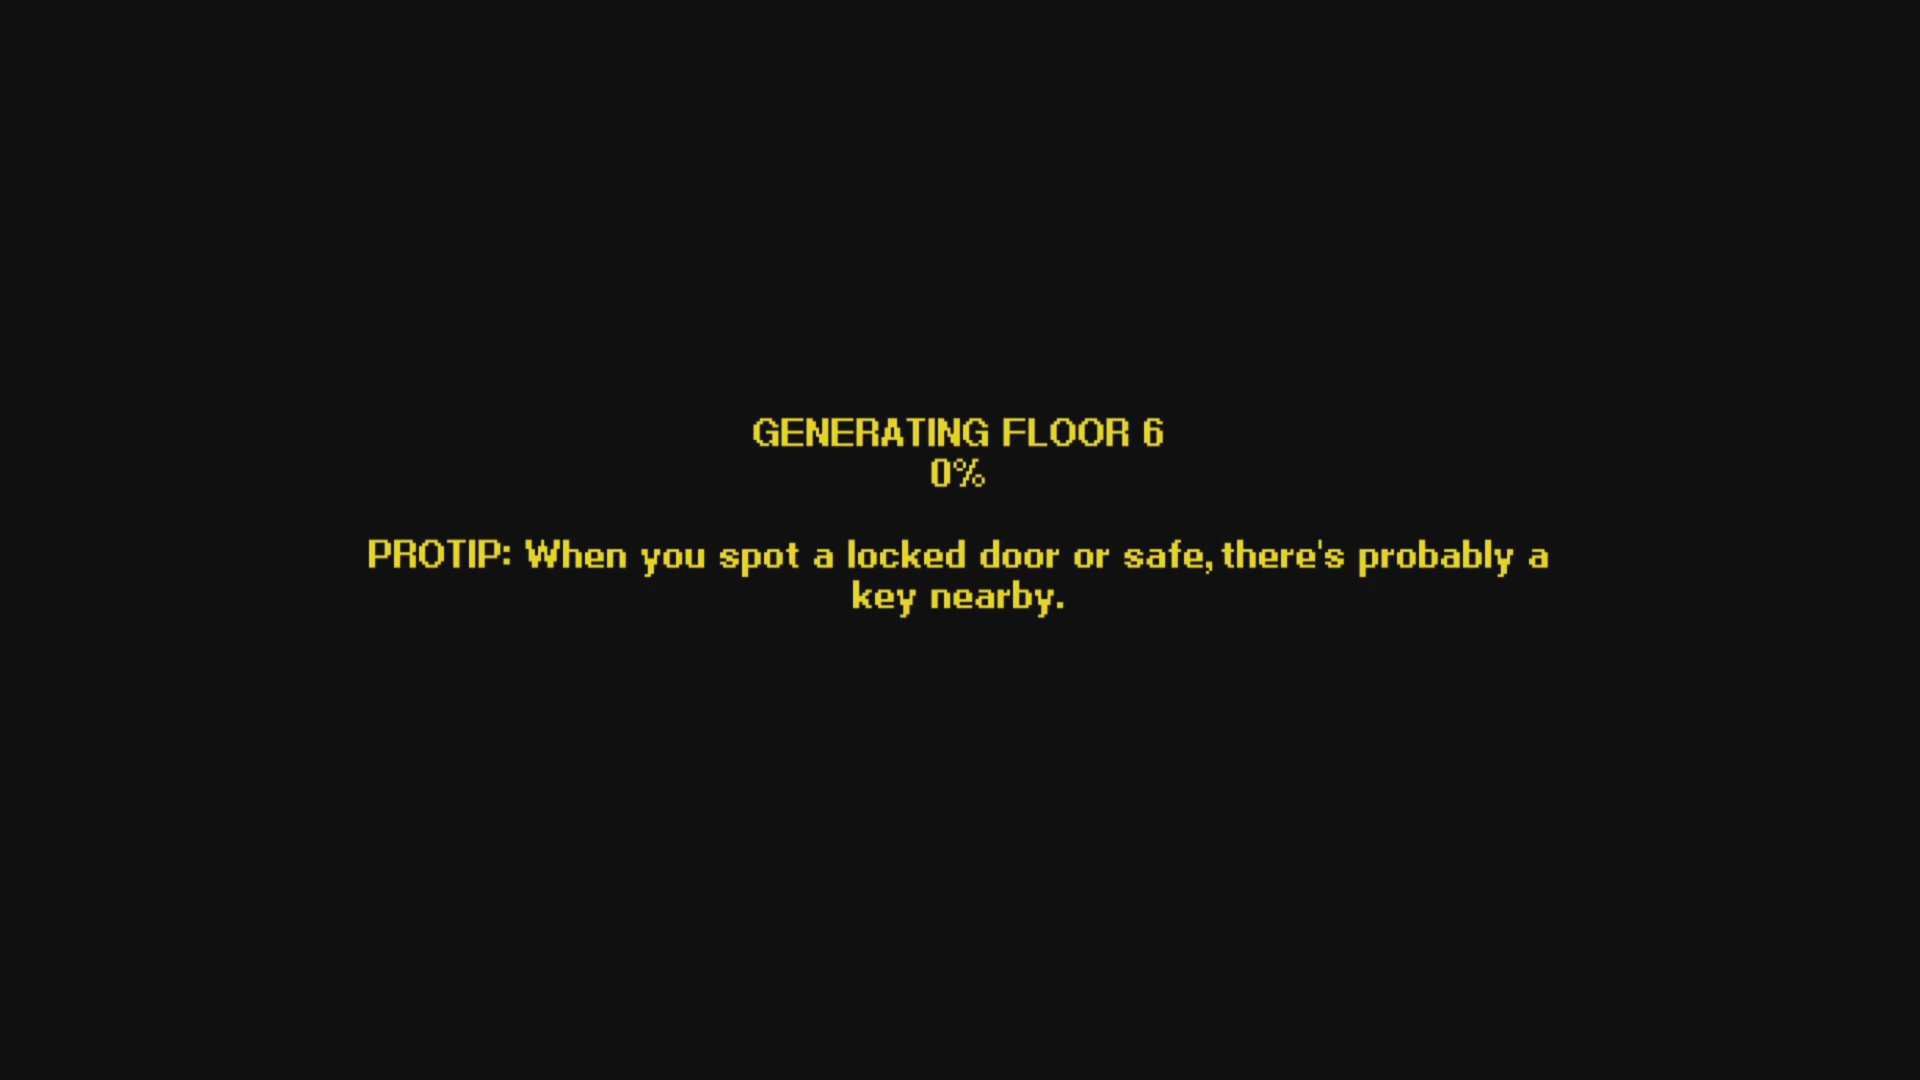 GENERATING FLOOR 6
0%
PROTIP: When you spot a locked door or safe, there's probably a
key nearby.